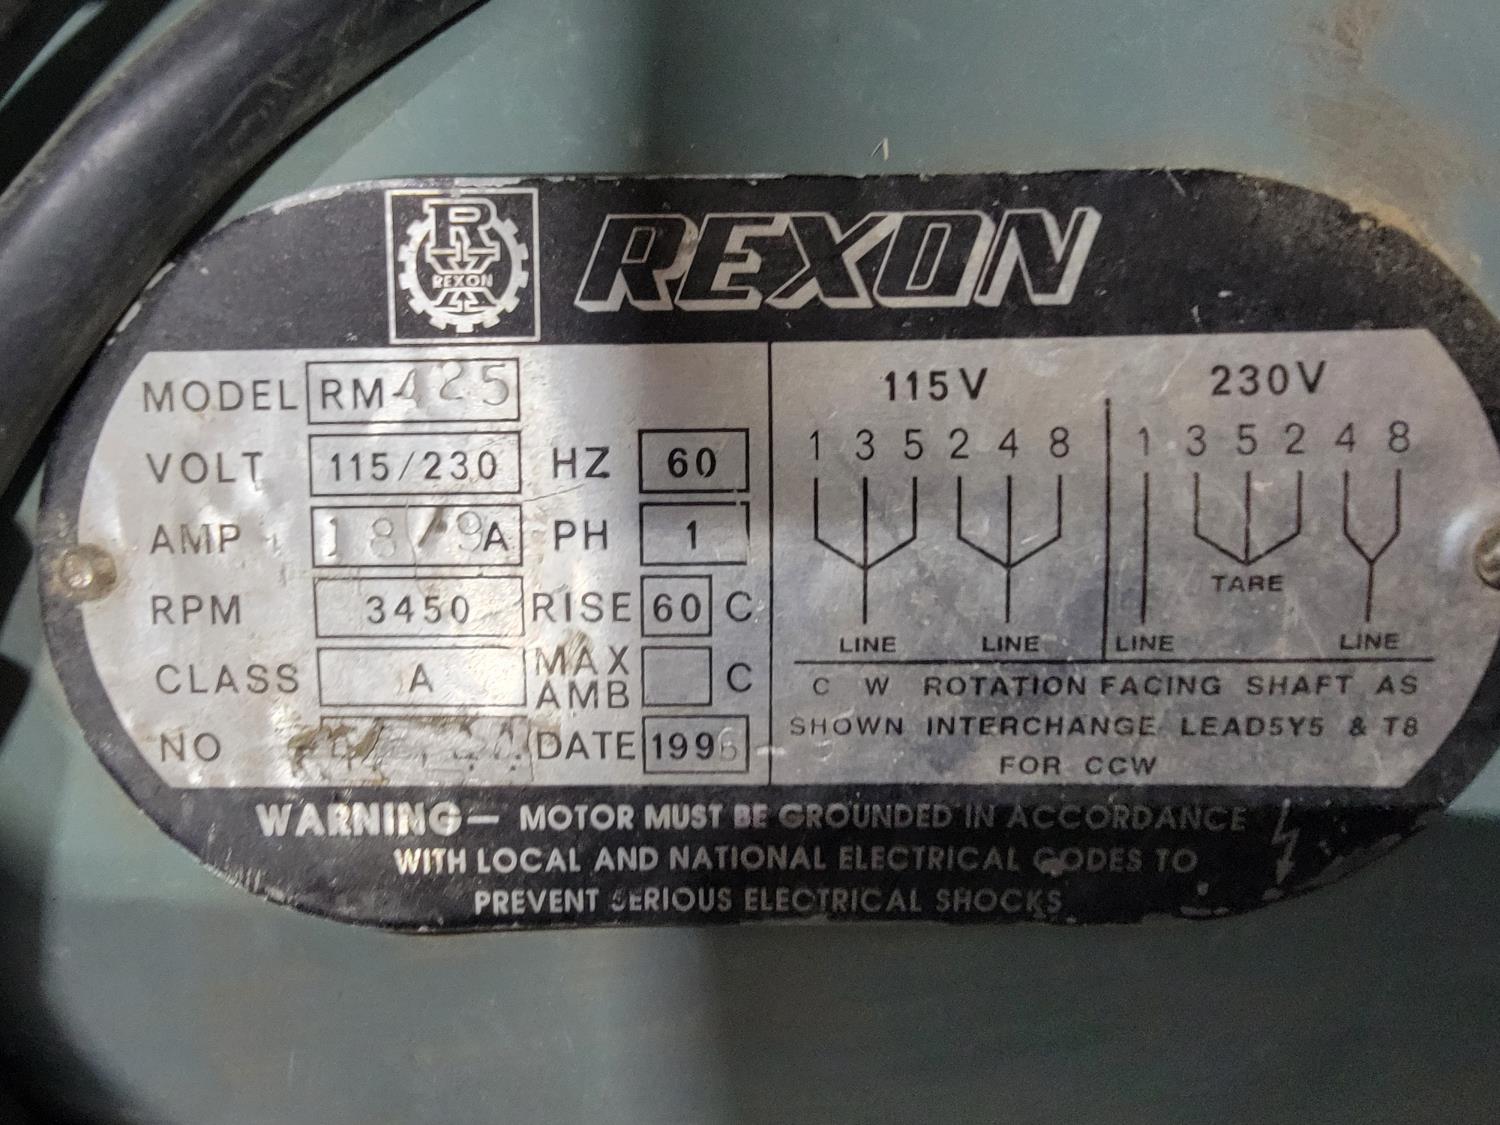 REXON
REXON
MODEL RM-425
VOLT 115/230 HZ 60
AMP 18/9A PH 1
RPM 3450 RISE 60 C
CLASS A MAX AMB C
NO DATE 1996
115V 230V
1 3 5 2 4 8 1 3 5 2 4 8
TARE
LINE LINE LINE LINE
C W ROTATION FACING SHAFT AS
SHOWN INTERCHANGE LEAD5Y5 & T8
FOR CCW
WARNING— MOTOR MUST BE GROUNDED IN ACCORDANCE
WITH LOCAL AND NATIONAL ELECTRICAL CODES TO
PREVENT SERIOUS ELECTRICAL SHOCKS